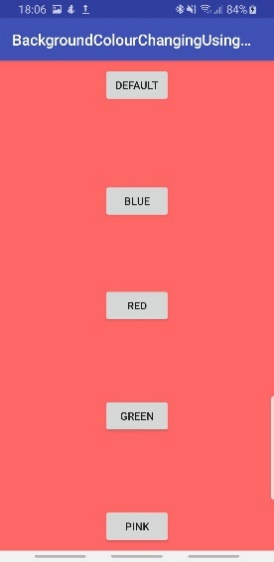 18:06 84%
BackgroundColourChangingUsing...
DEFAULT
BLUE
RED
GREEN
PINK